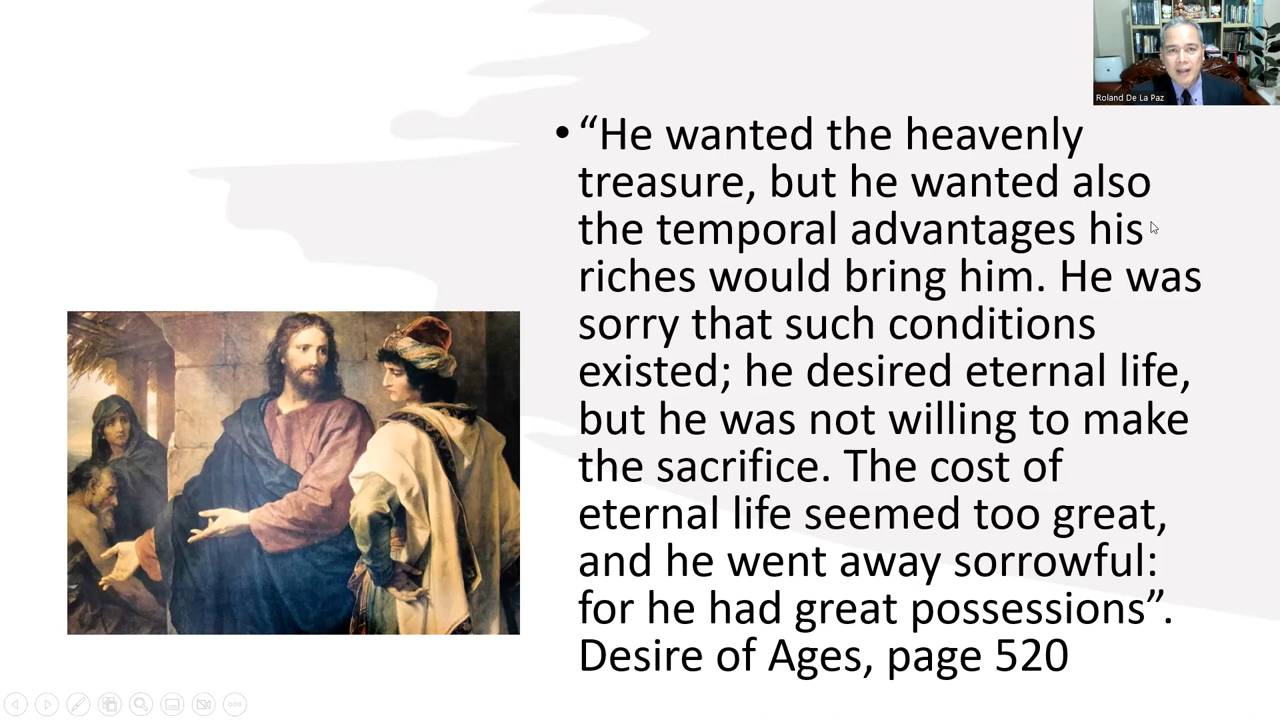 Roland De La Paz
• “He wanted the heavenly
treasure, but he wanted also
the temporal advantages his
riches would bring him. He was
sorry that such conditions
existed; he desired eternal life,
but he was not willing to make
the sacrifice. The cost of
eternal life seemed too great,
and he went away sorrowful:
for he had great possessions”.
Desire of Ages, page 520